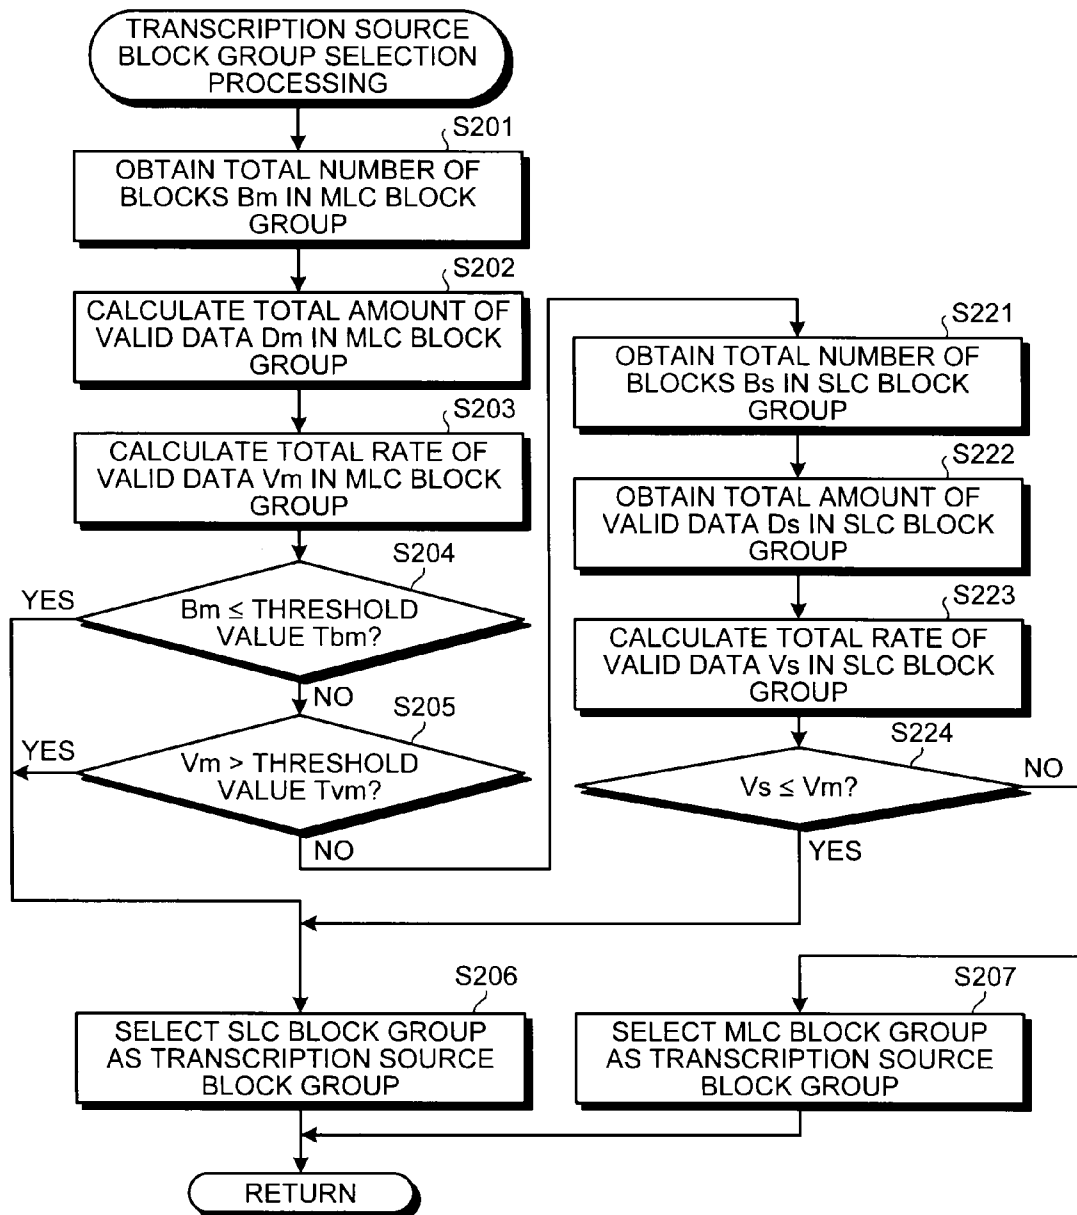 TRANSCRIPTION SOURCE
BLOCK GROUP SELECTION
PROCESSING
S201
OBTAIN TOTAL NUMBER OF
BLOCKS Bm IN MLC BLOCK
GROUP
S202
CALCULATE TOTAL AMOUNT OF
VALID DATA Dm IN MLC BLOCK
GROUP
S203
CALCULATE TOTAL RATE OF
VALID DATA Vm IN MLC BLOCK
GROUP
S204
YES
Bm ≤ THRESHOLD
VALUE Tbm?
NO
S205
YES
Vm > THRESHOLD
VALUE Tvm?
NO
S221
OBTAIN TOTAL NUMBER OF
BLOCKS Bs IN SLC BLOCK
GROUP
S222
OBTAIN TOTAL AMOUNT OF
VALID DATA Ds IN SLC BLOCK
GROUP
S223
CALCULATE TOTAL RATE OF
VALID DATA Vs IN SLC BLOCK
GROUP
S224
Vs ≤ Vm?
NO
YES
S206
SELECT SLC BLOCK GROUP
AS TRANSCRIPTION SOURCE
BLOCK GROUP
S207
SELECT MLC BLOCK GROUP
AS TRANSCRIPTION SOURCE
BLOCK GROUP
RETURN